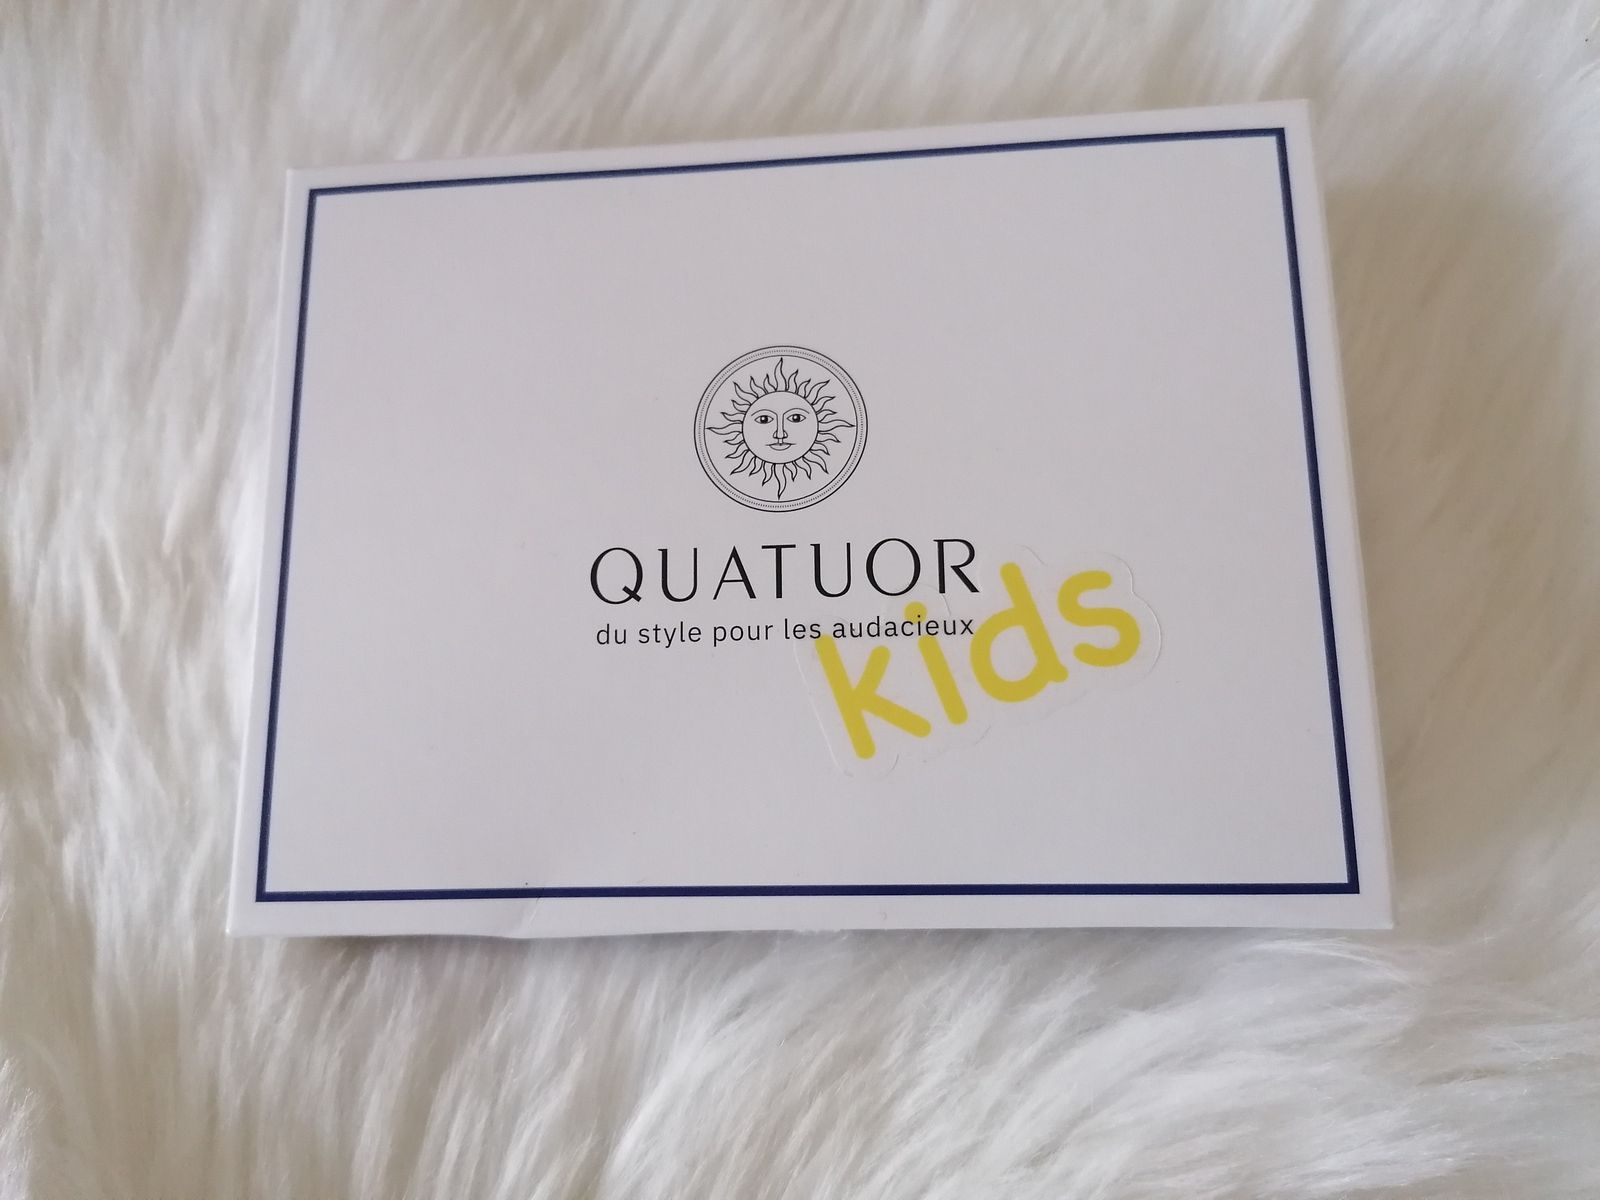 QUATUOR
du style pour les audacieux
kids